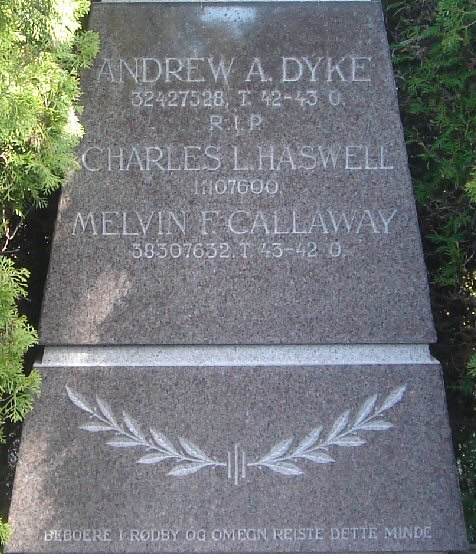 ANDREW A. DYKE
32427528, T. 42-43 O.
R.I.P.
CHARLES L. HASWELL
11107600.
MELVIN F. CALLAWAY
38307632. T. 43-42 O.
BEBOERE I RØDBY OG OMEGN REJSTE DETTE MINDE